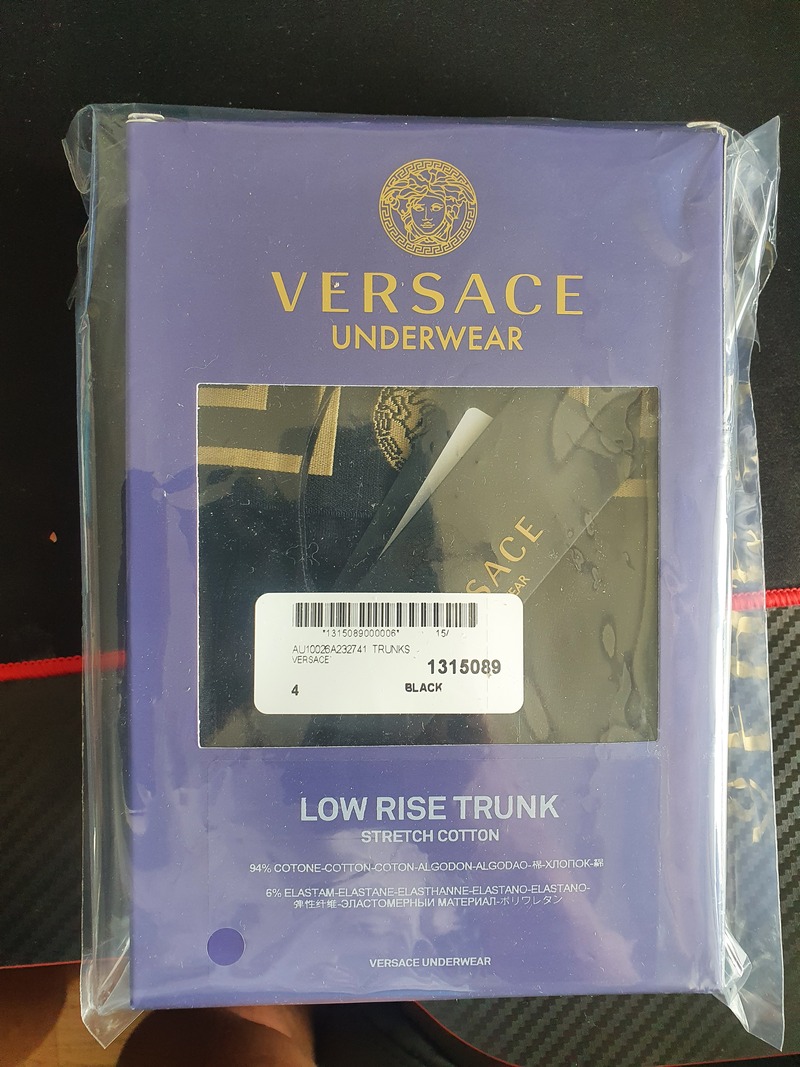 VERSACE
UNDERWEAR
SACE
EAR
*1315089000006* 15/
AU10026A232741 TRUNKS
VERSACE
1315089
4 BLACK
LOW RISE TRUNK
STRETCH COTTON
94% COTONE-COTTON-COTON-ALGODON-ALGODAO-棉-ХЛОПОК-綿
6% ELASTAM-ELASTANE-ELASTHANNE-ELASTANO-ELASTANO-
弹性纤维-ЭЛАСТОМЕРНЫЙ МАТЕРИАЛ-ポリウレタン
VERSACE UNDERWEAR